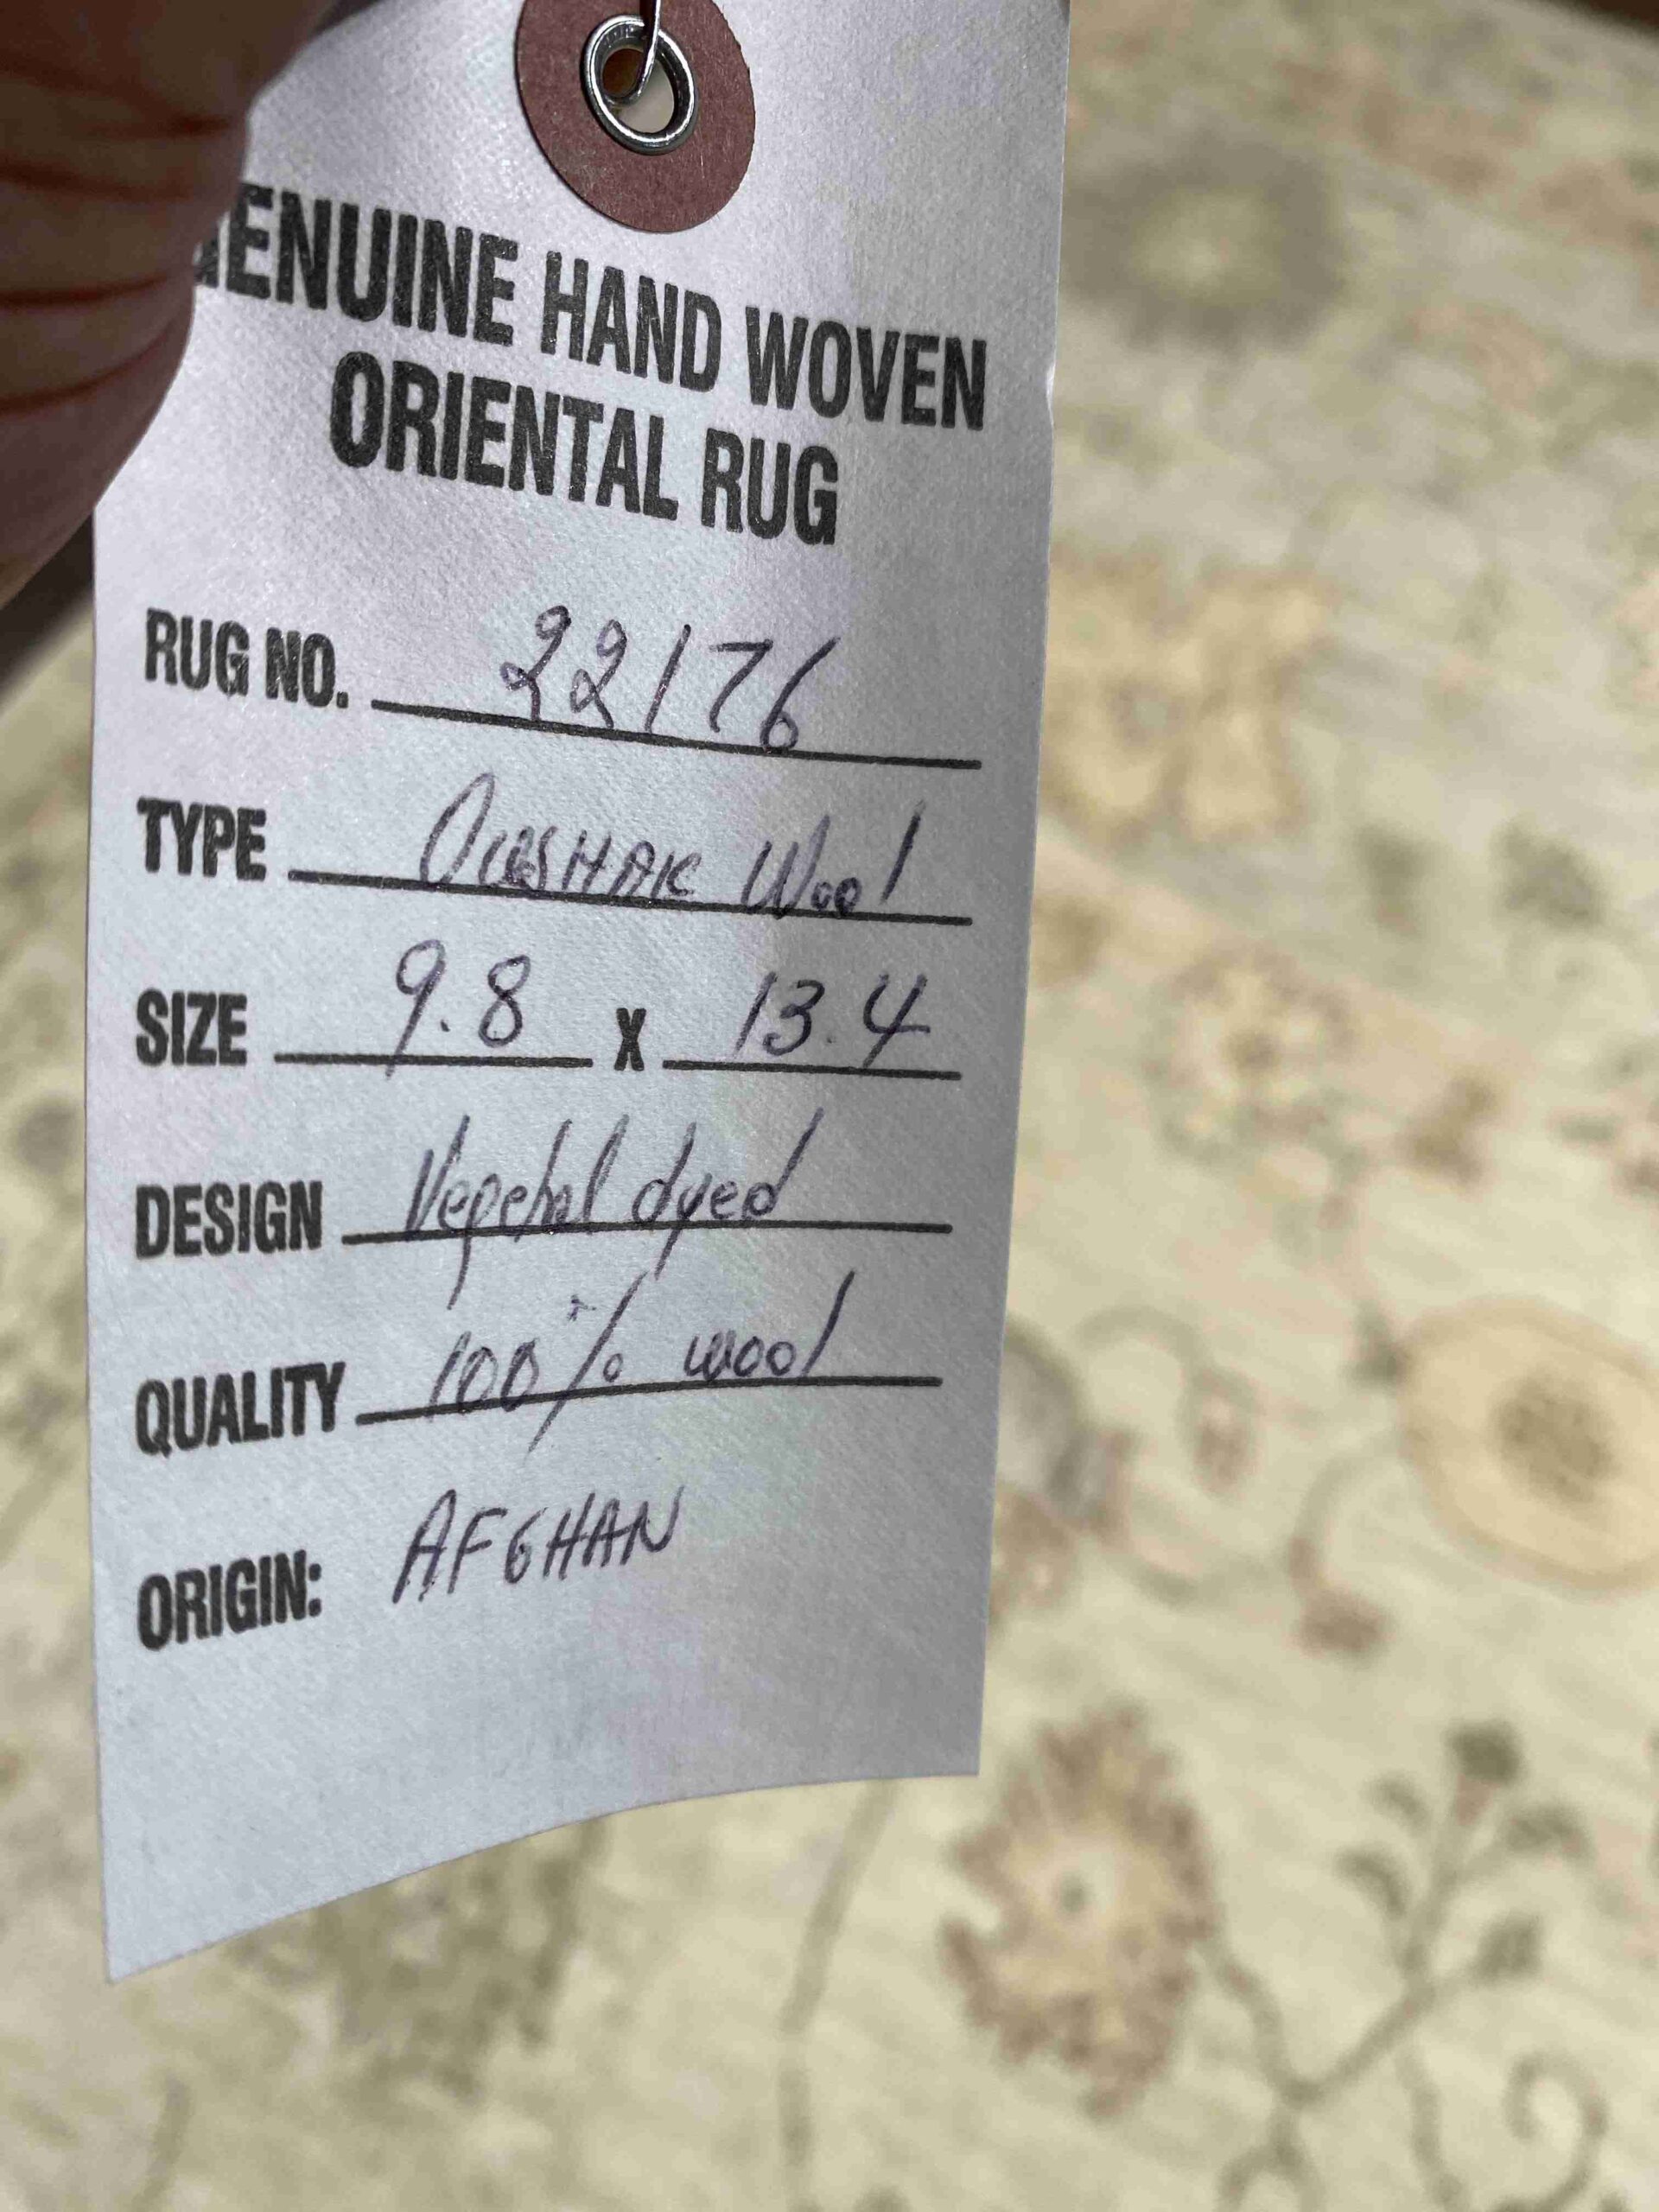 GENUINE HAND WOVEN
ORIENTAL RUG
RUG NO. 22176
TYPE OUSHAK Wool
SIZE 9.8 X 13.4
DESIGN Vegetal dyed
QUALITY 100% wool
ORIGIN: AFGHAN